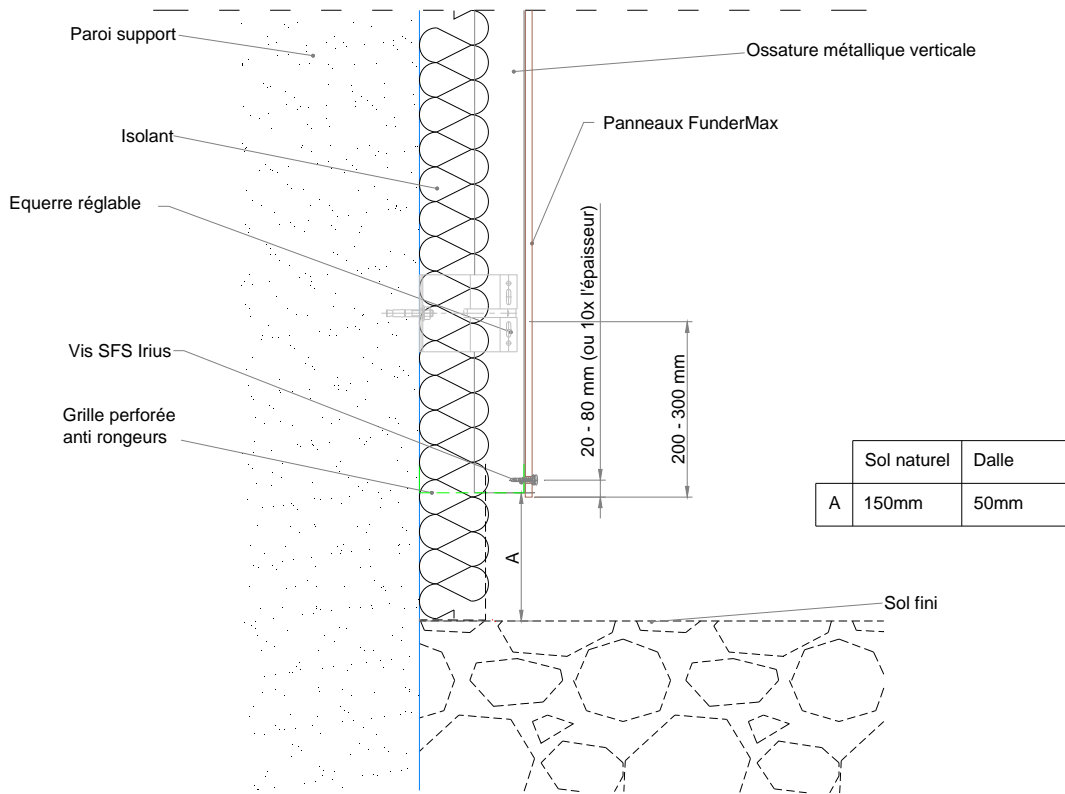 Paroi support
Ossature métallique verticale
Panneaux FunderMax
Isolant
Equerre réglable
20 - 80 mm (ou 10x l'épaisseur)
200 - 300 mm
Vis SFS Irius
Grille perforée
anti rongeurs
Sol naturel Dalle
A 150mm 50mm
A
Sol fini